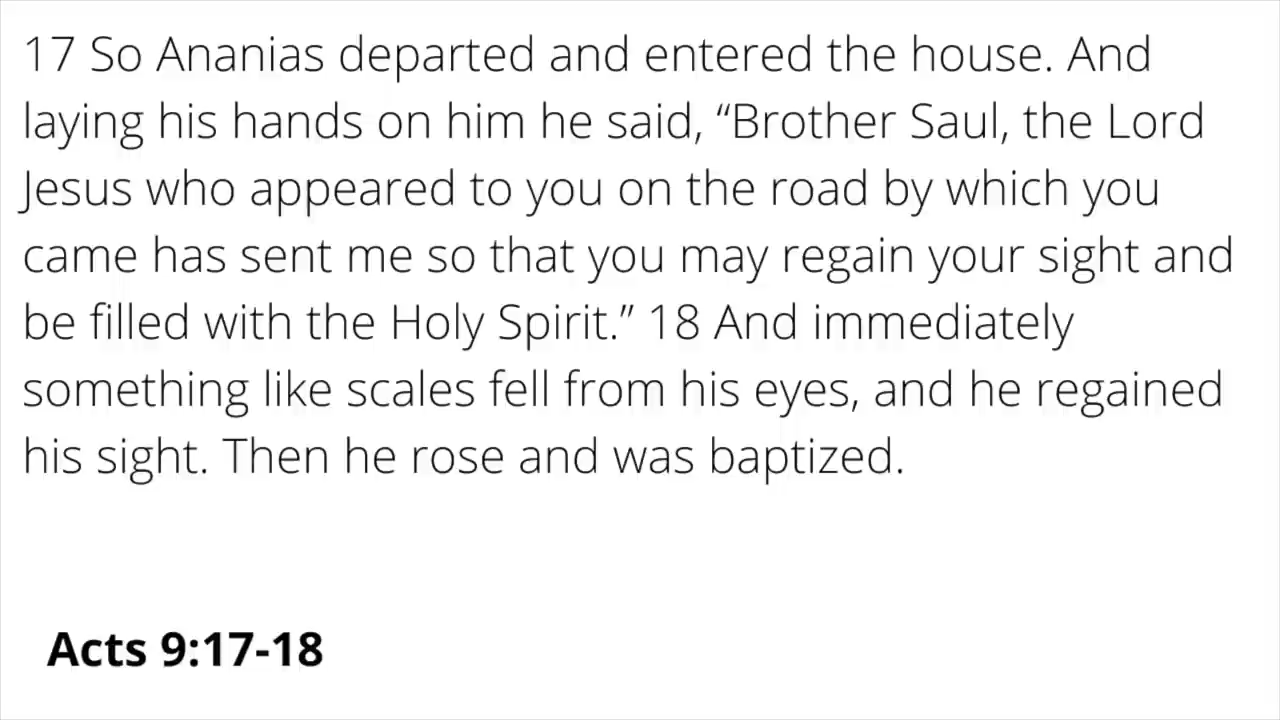 17 So Ananias departed and entered the house. And
laying his hands on him he said, “Brother Saul, the Lord
Jesus who appeared to you on the road by which you
came has sent me so that you may regain your sight and
be filled with the Holy Spirit.” 18 And immediately
something like scales fell from his eyes, and he regained
his sight. Then he rose and was baptized.
Acts 9:17-18